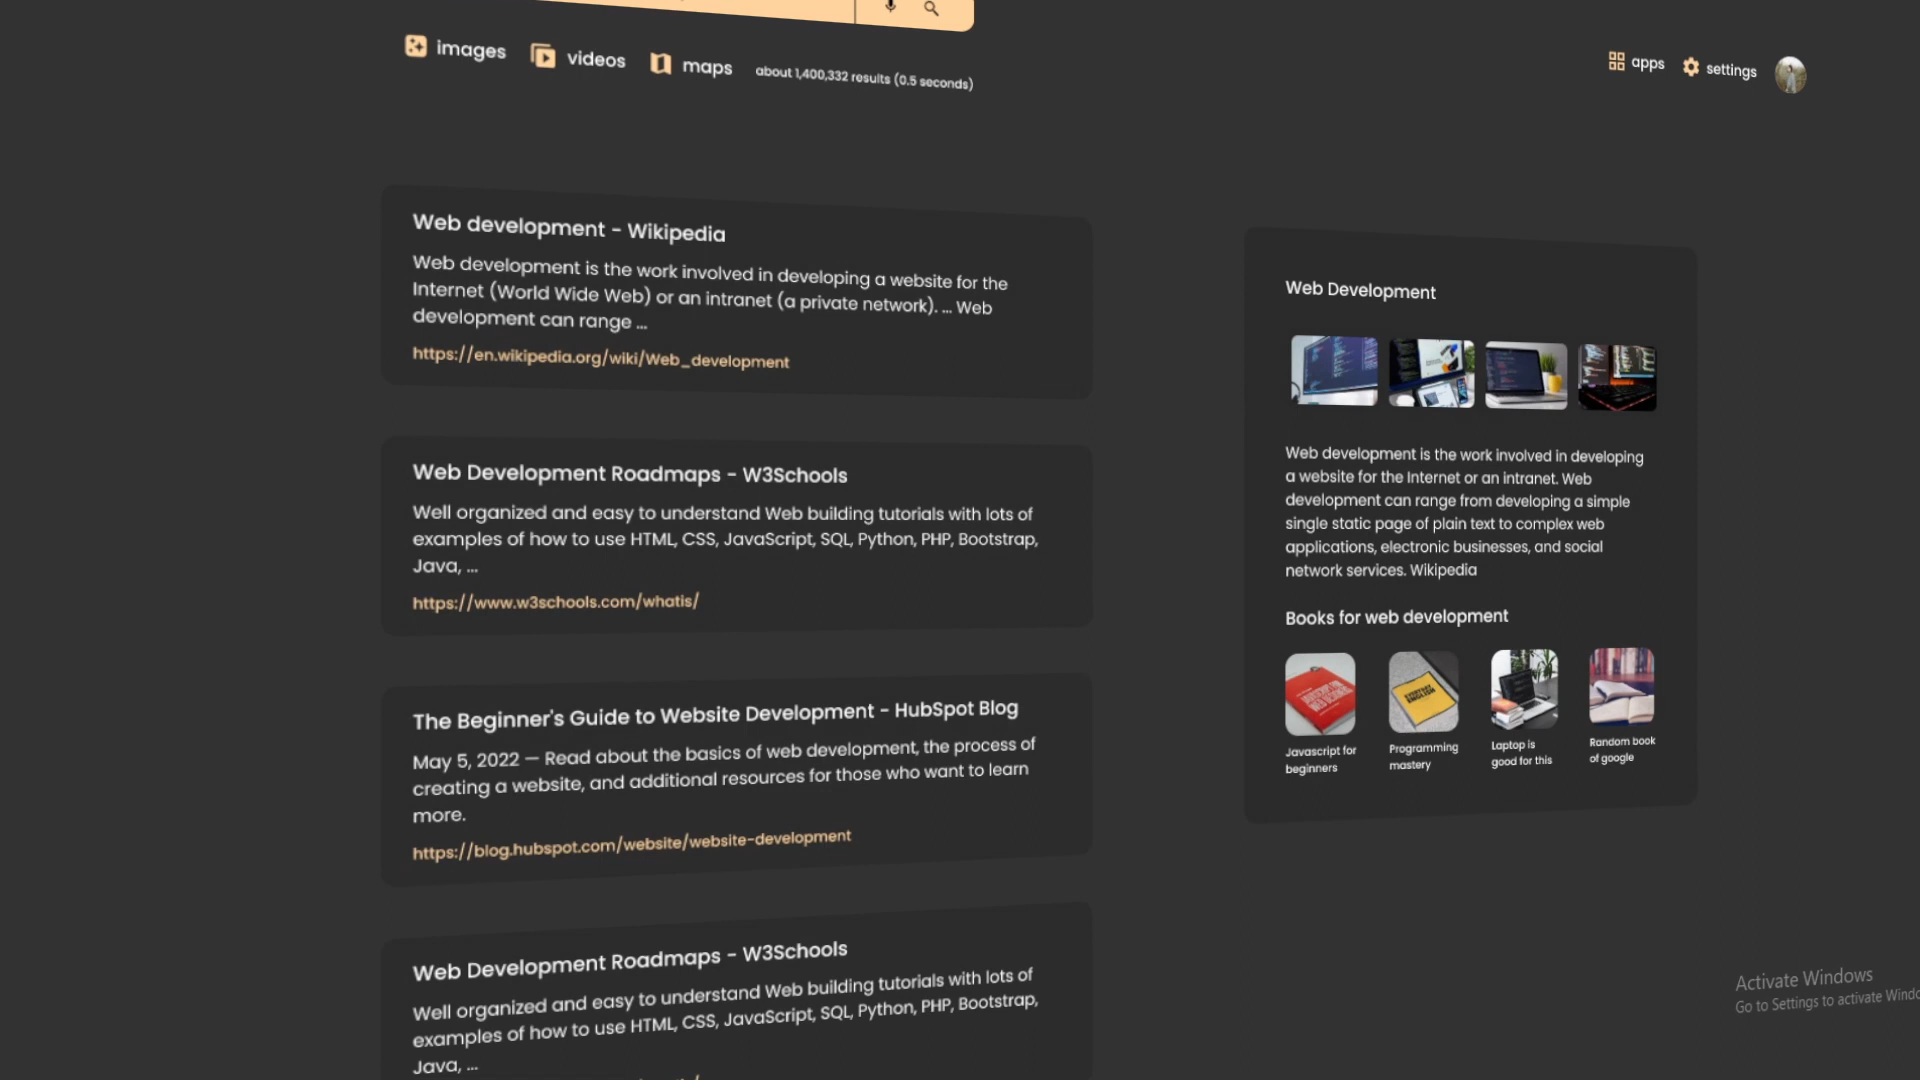 images
videos
maps
about 1,400,332 results (0.5 seconds)
apps
settings
Web development - Wikipedia
Web development is the work involved in developing a website for the
Internet (World Wide Web) or an intranet (a private network). ... Web
development can range ...
https://en.wikipedia.org/wiki/Web_development
Web Development Roadmaps - W3Schools
Well organized and easy to understand Web building tutorials with lots of
examples of how to use HTML, CSS, JavaScript, SQL, Python, PHP, Bootstrap,
Java, ...
https://www.w3schools.com/whatis/
The Beginner's Guide to Website Development - HubSpot Blog
May 5, 2022 — Read about the basics of web development, the process of
creating a website, and additional resources for those who want to learn
more.
https://blog.hubspot.com/website/website-development
Web Development Roadmaps - W3Schools
Well organized and easy to understand Web building tutorials with lots of
examples of how to use HTML, CSS, JavaScript, SQL, Python, PHP, Bootstrap,
Java, ...
Web Development
Web development is the work involved in developing
a website for the Internet or an intranet. Web
development can range from developing a simple
single static page of plain text to complex web
applications, electronic businesses, and social
network services. Wikipedia
Books for web development
EVERYDAY
ENGLISH
Javascript for
beginners
Programming
mastery
Laptop is
good for this
Random book
of google
Activate Windows
Go to Settings to activate